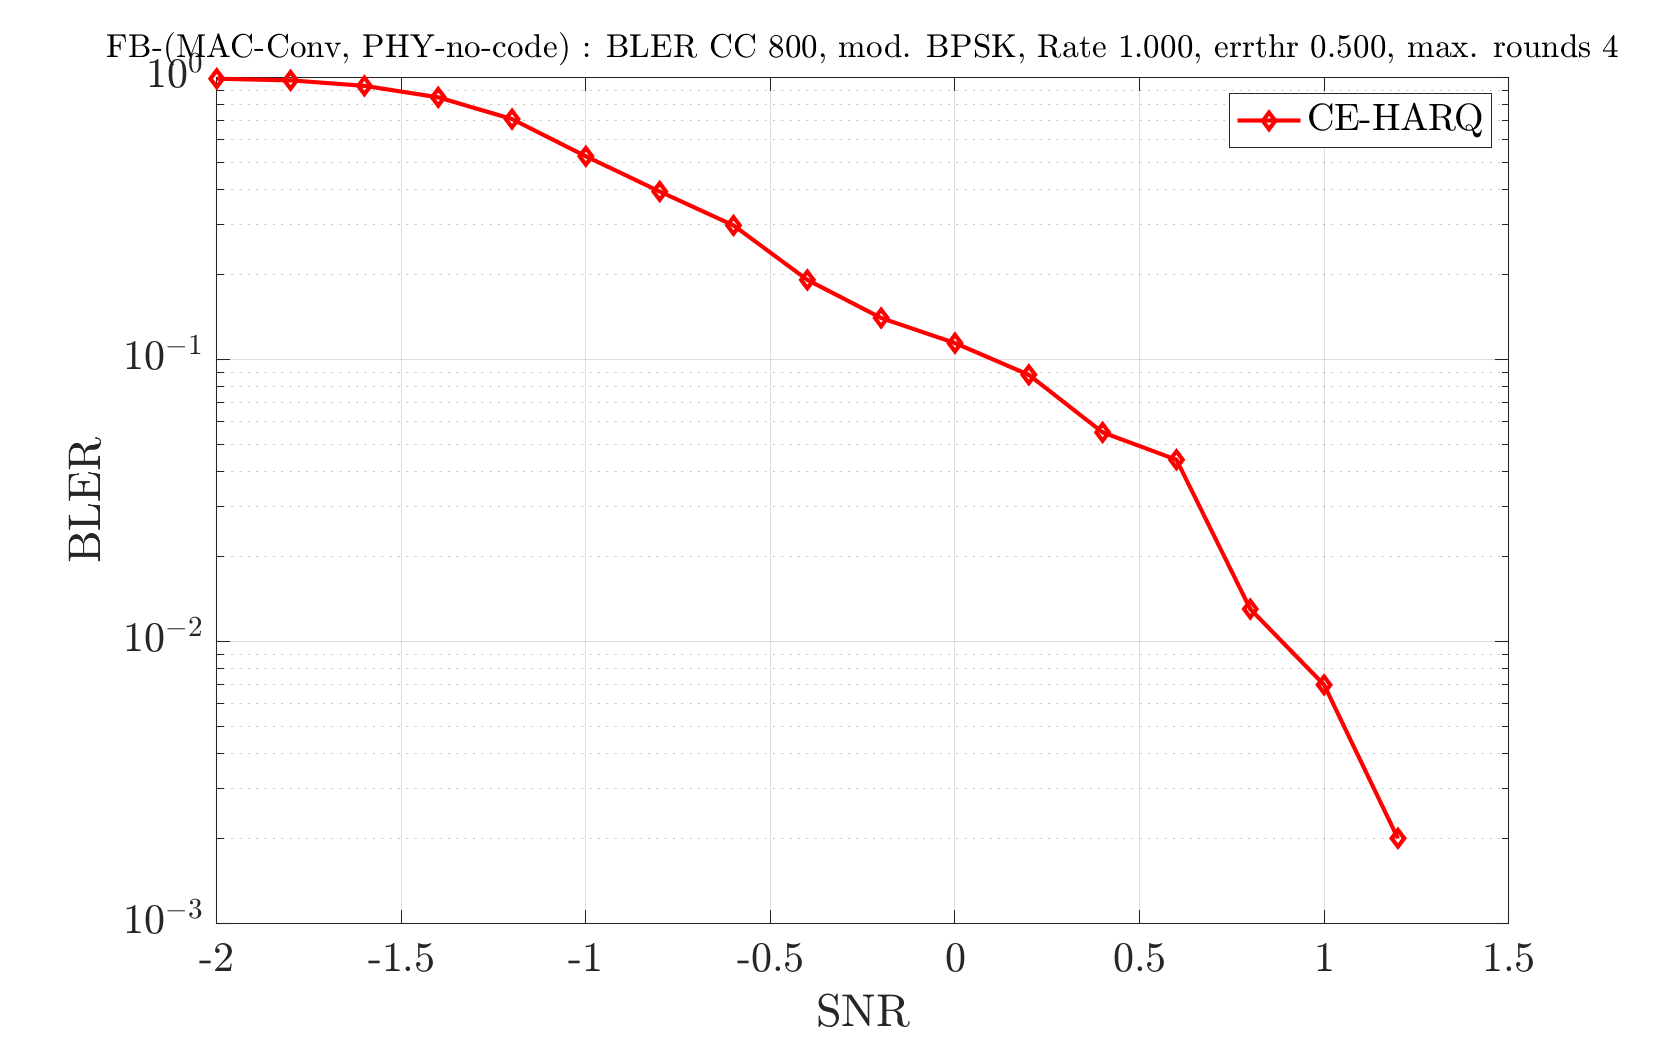 FB-(MAC-Conv, PHY-no-code) : BLER CC 800, mod. BPSK, Rate 1.000, errthr 0.500, max. rounds 4
10^0
CE-HARQ
10^-1
BLER
10^-2
10^-3
-2 -1.5 -1 -0.5 0 0.5 1 1.5
SNR